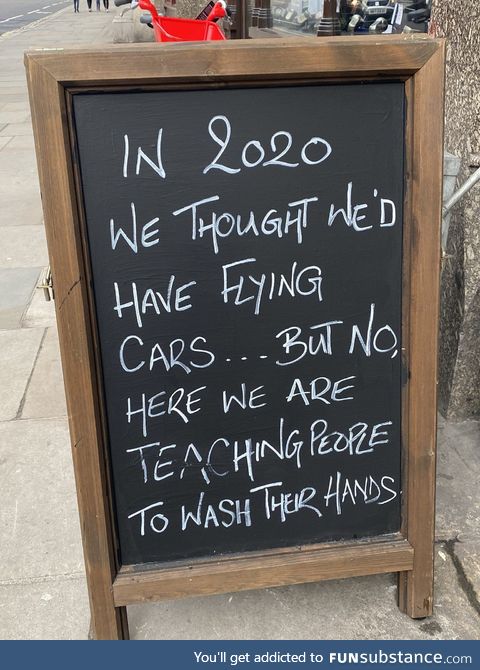 IN 2020
WE THOUGHT WE'D
HAVE FLYING
CARS.... BUT NO,
HERE WE ARE
TEACHING PEOPLE
TO WASH THEIR HANDS.
You'll get addicted to FUNsubstance.com